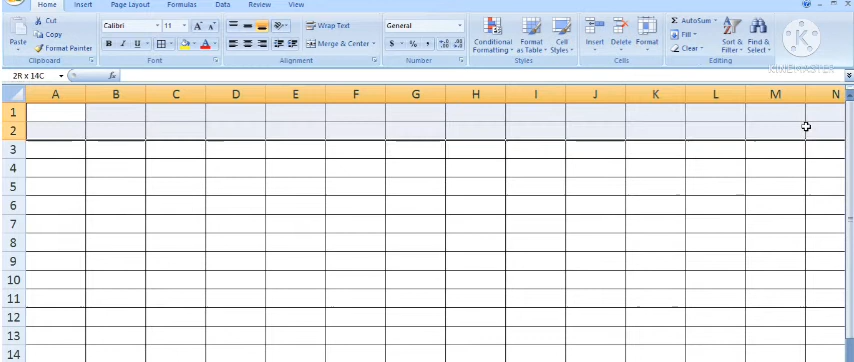 Home Insert Page Layout Formulas Data Review View
Cut
Copy
Format Painter
Paste
Clipboard
Calibri 11
B I U
Font
Wrap Text
Merge & Center
Alignment
General
$ % ,
Number
Conditional Formatting
Format as Table
Cell Styles
Styles
Insert Delete Format
Cells
AutoSum
Fill
Clear
Sort & Filter
Find & Select
Editing
K
KINEMASTER
2R x 14C fx
A B C D E F G H I J K L M N
1
2
3
4
5
6
7
8
9
10
11
12
13
14